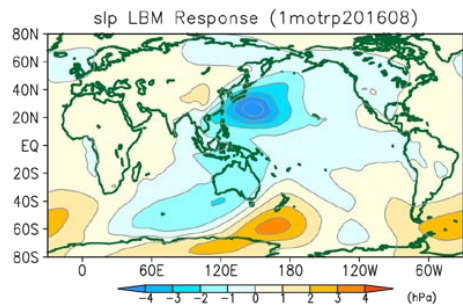 slp LBM Response (1motrp201608)
80N
60N
40N
20N
EQ
20S
40S
60S
80S
0 60E 120E 180 120W 60W
-4 -3 -2 -1 0 1 2 3 4 (hPa)